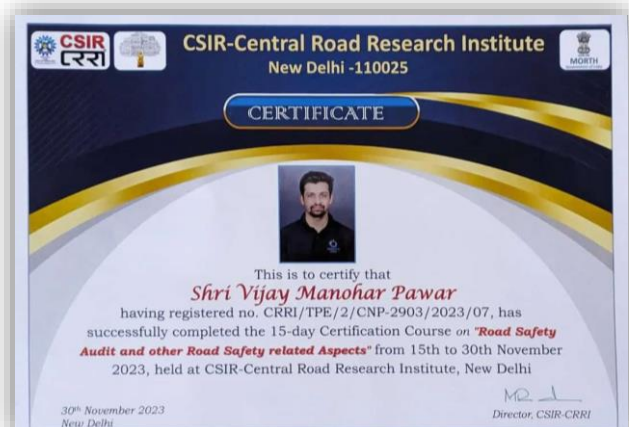 CSIR
CRRI
CSIR-Central Road Research Institute
New Delhi -110025
MORTH
CERTIFICATE
This is to certify that
Shri Vijay Manohar Pawar
having registered no. CRRI/TPE/2/CNP-2903/2023/07, has
successfully completed the 15-day Certification Course on "Road Safety
Audit and other Road Safety related Aspects" from 15th to 30th November
2023, held at CSIR-Central Road Research Institute, New Delhi
30th November 2023
New Delhi
Director, CSIR-CRRI